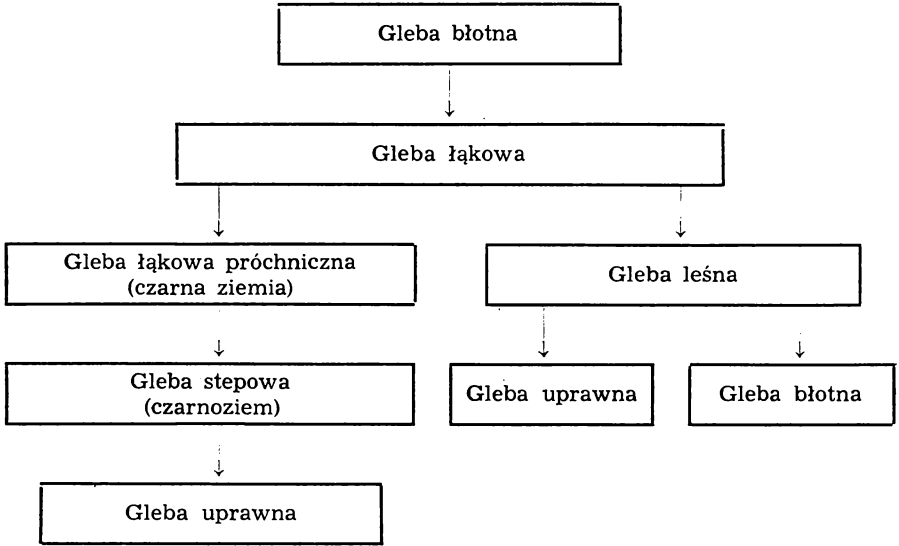 Gleba błotna
Gleba łąkowa
Gleba łąkowa próchniczna
(czarna ziemia)
Gleba leśna
Gleba stepowa
(czarnoziem)
Gleba uprawna
Gleba błotna
Gleba uprawna